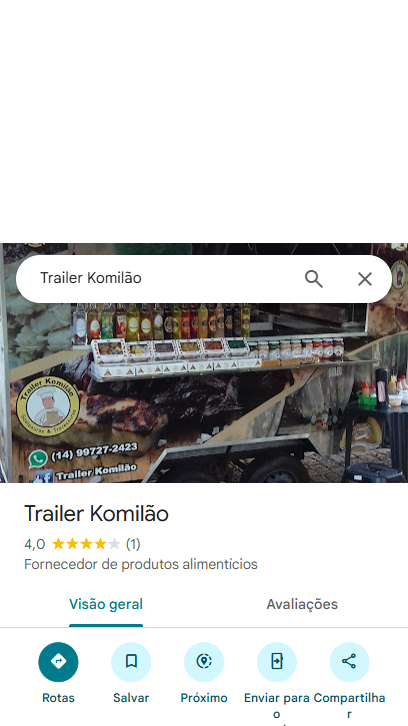 Trailer Komilão
Trailer Komilão
(14) 99727-2423
Trailer Komilão
Trailer Komilão
4,0 (1)
Fornecedor de produtos alimentícios
Visão geral
Avaliações
Rotas
Salvar
Próximo
Enviar para o
Compartilhar